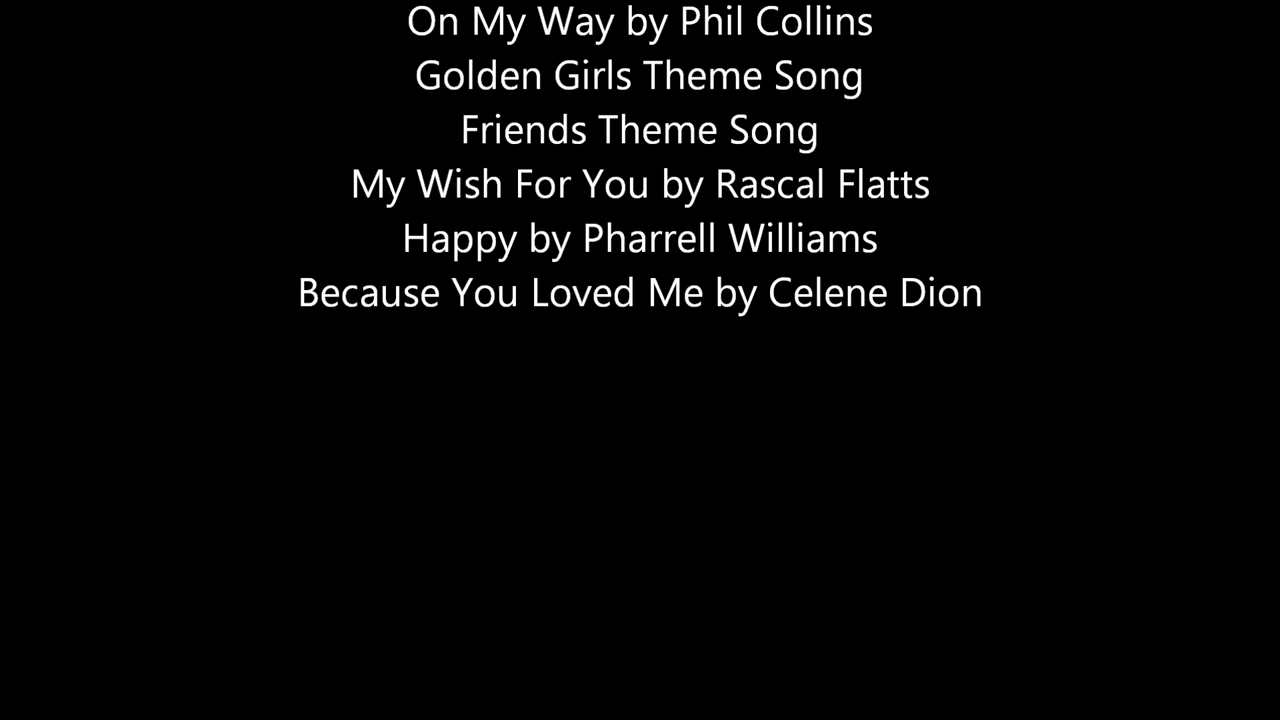 On My Way by Phil Collins
Golden Girls Theme Song
Friends Theme Song
My Wish For You by Rascal Flatts
Happy by Pharrell Williams
Because You Loved Me by Celene Dion